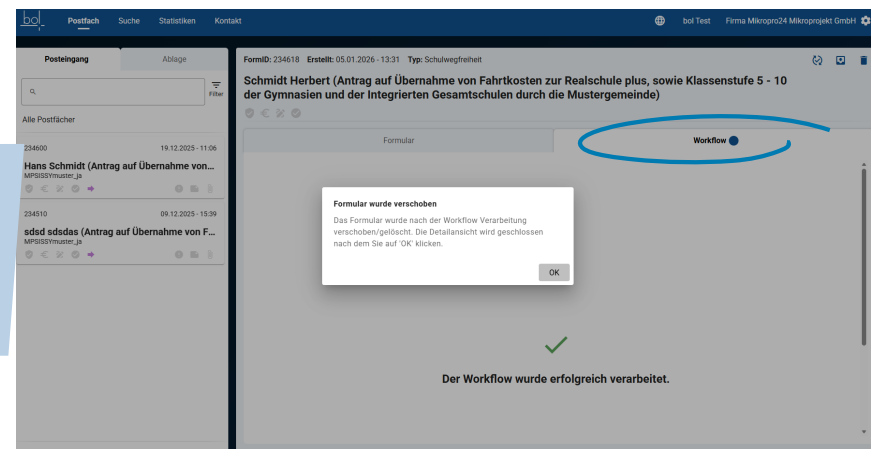 bol.
Postfach Suche Statistiken Kontakt
bol Test Firma Mikropro24 Mikroprojekt GmbH
Posteingang Ablage
Filter
Alle Postfächer
234600 19.12.2025 - 11:06
Hans Schmidt (Antrag auf Übernahme von...
MPSISSYmuster_ja
234510 09.12.2025 - 15:39
sdsd sdsdas (Antrag auf Übernahme von F...
MPSISSYmuster_ja
FormID: 234618 Erstellt: 05.01.2026 - 13:31 Typ: Schulwegfreiheit
Schmidt Herbert (Antrag auf Übernahme von Fahrtkosten zur Realschule plus, sowie Klassenstufe 5 - 10
der Gymnasien und der Integrierten Gesamtschulen durch die Mustergemeinde)
Formular Workflow
Formular wurde verschoben
Das Formular wurde nach der Workflow Verarbeitung
verschoben/gelöscht. Die Detailansicht wird geschlossen
nach dem Sie auf 'OK' klicken.
OK
Der Workflow wurde erfolgreich verarbeitet.